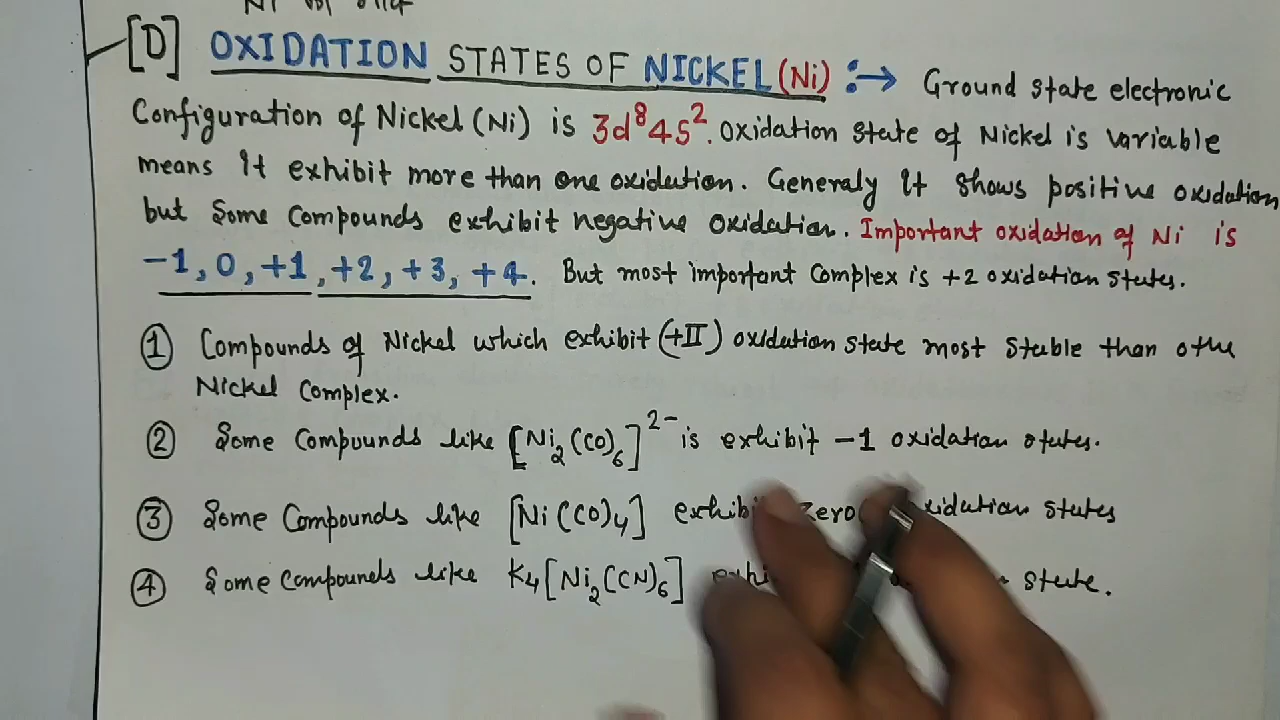 [D] OXIDATION STATES OF NICKEL (Ni) :→ Ground state electronic
Configuration of Nickel (Ni) is 3d⁸4s². Oxidation state of Nickel is variable
means It exhibit more than one oxidation. Generaly It shows positive oxidation
but Some Compounds exhibit negative oxidation. Important oxidation of Ni is
-1, 0, +1, +2, +3, +4. But most important Complex is +2 oxidation states.
① Compounds of Nickel which exhibit (+II) oxidation state most stable than othe
Nickel Complex.
② Some Compounds like [Ni₂(CO)₆]²⁻ is exhibit -1 oxidation states.
③ Some Compounds like [Ni(CO)4] zero states
④ Some Compounds like K₄[Ni₂(CN)₆] state.